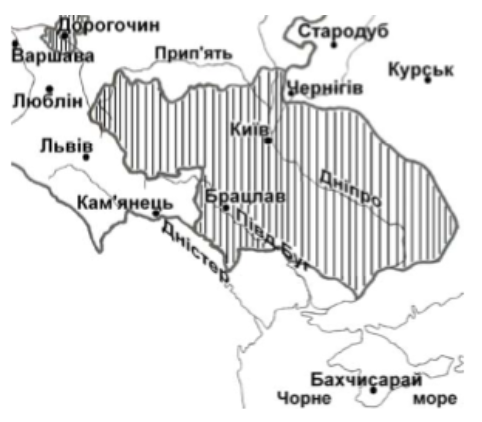 Дорогочин
Стародуб
Варшава
Прип'ять
Курськ
Люблін
Чернігів
Київ
Львів
Дніпро
Кам'янець
Брацлав
Півд.Буг
Дністер
Бахчисарай
Чорне море